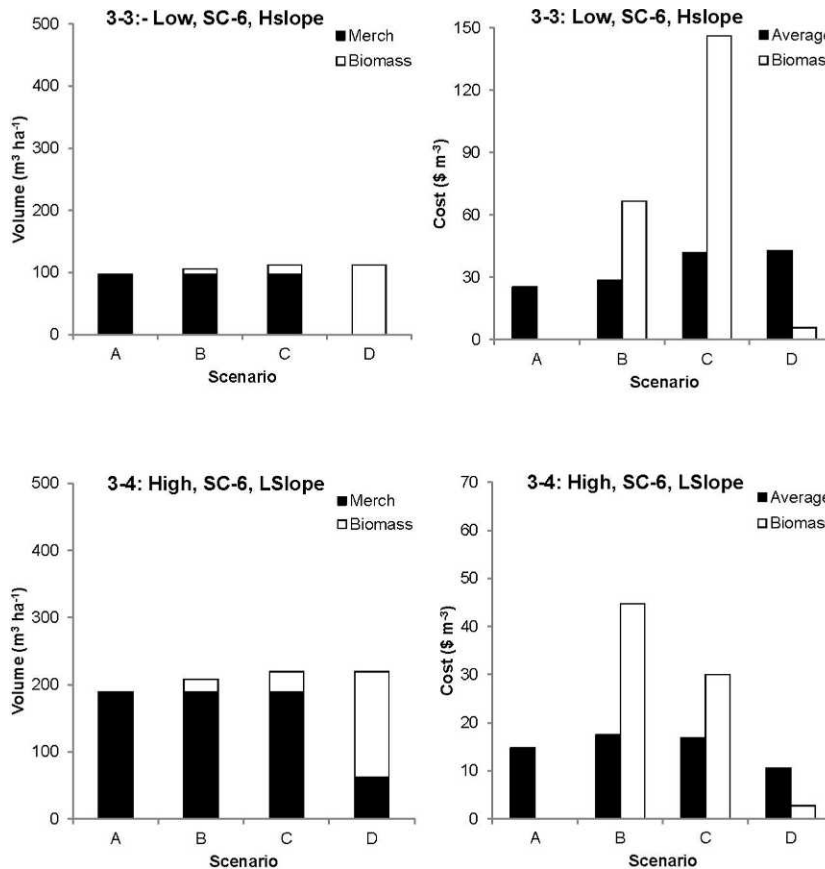 3-3:- Low, SC-6, Hslope
Merch
Biomass
Volume (m³ ha⁻¹)
500
400
300
200
100
0
A B C D
Scenario
3-3: Low, SC-6, Hslope
Average
Biomas
Cost ($ m⁻³)
150
120
90
60
30
0
A B C D
Scenario
3-4: High, SC-6, LSlope
Merch
Biomass
Volume (m³ ha⁻¹)
500
400
300
200
100
0
A B C D
Scenario
3-4: High, SC-6, LSlope
Average
Biomas
Cost ($ m⁻³)
70
60
50
40
30
20
10
0
A B C D
Scenario